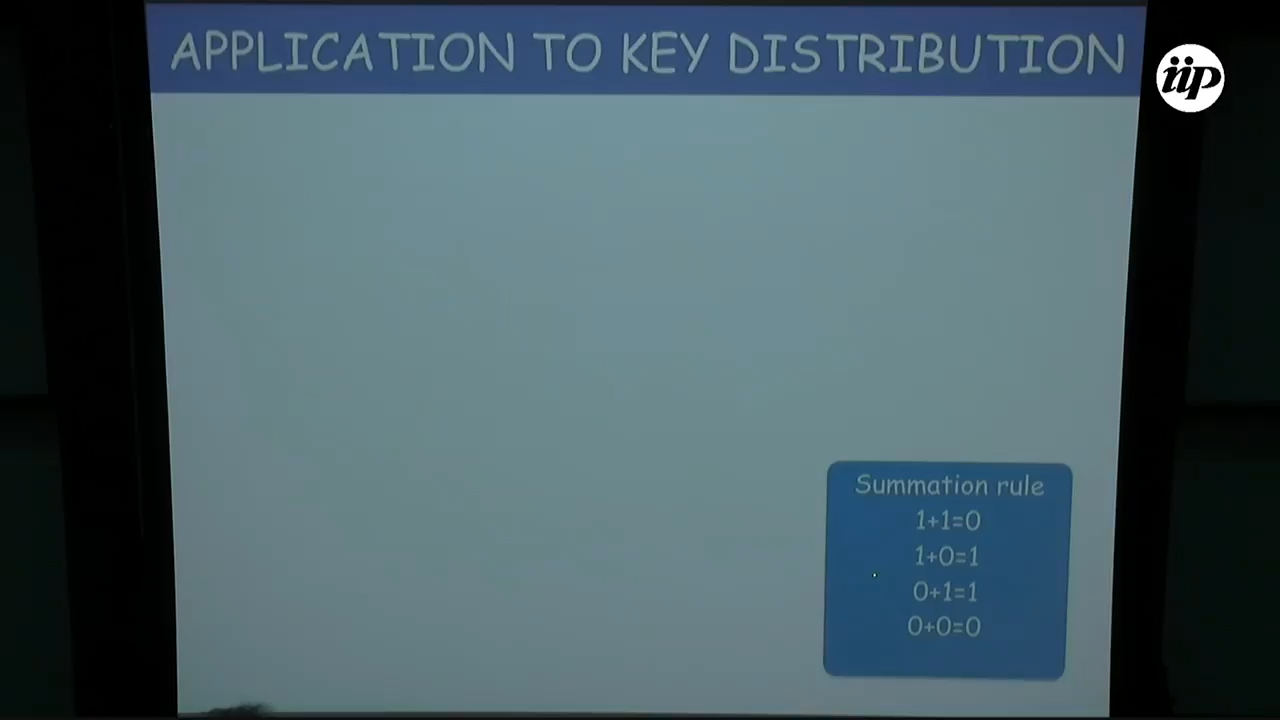 APPLICATION TO KEY DISTRIBUTION
iip
Summation rule
1+1=0
1+0=1
0+1=1
0+0=0